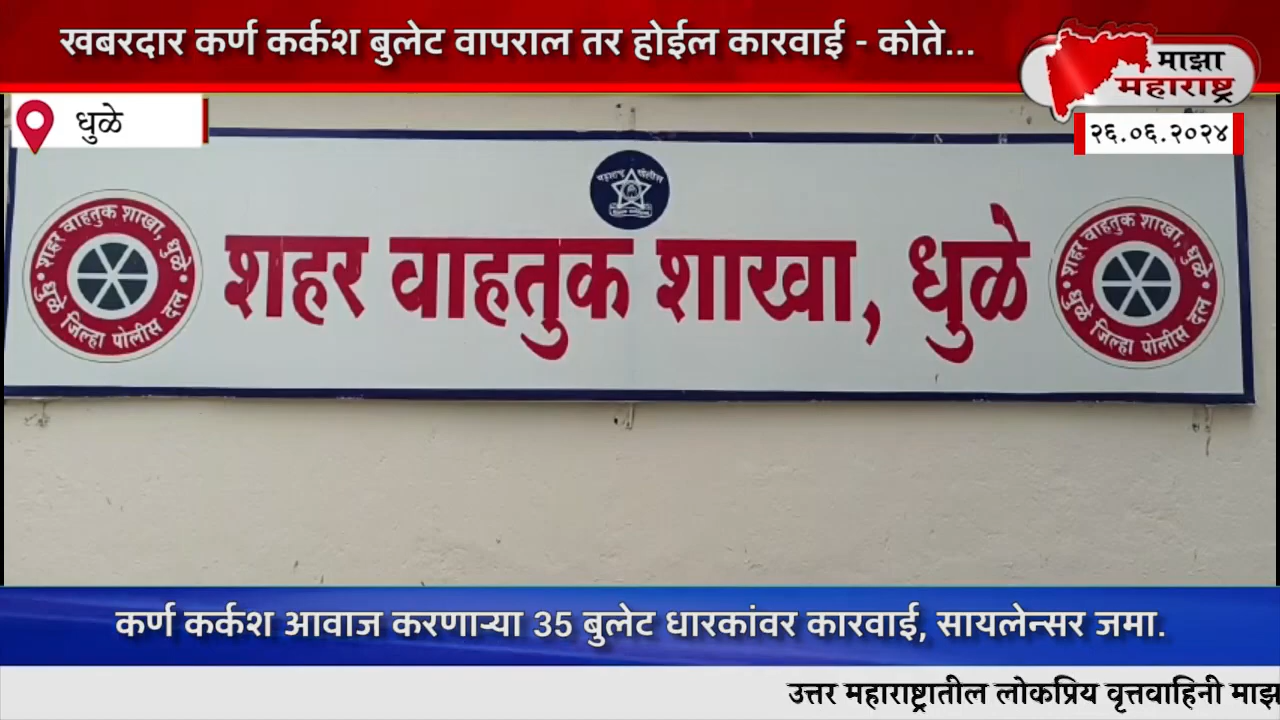 खबरदार कर्ण कर्कश बुलेट वापराल तर होईल कारवाई - कोते...
माझा
महाराष्ट्र
धुळे
२६.०६.२०२४
महाराष्ट्र पोलीस
शहर वाहतुक शाखा, धुळे
धुळे जिल्हा पोलीस दल
शहर वाहतुक शाखा, धुळे
शहर वाहतुक शाखा, धुळे
धुळे जिल्हा पोलीस दल
कर्ण कर्कश आवाज करणाऱ्या 35 बुलेट धारकांवर कारवाई, सायलेन्सर जमा.
उत्तर महाराष्ट्रातील लोकप्रिय वृत्तवाहिनी माझ